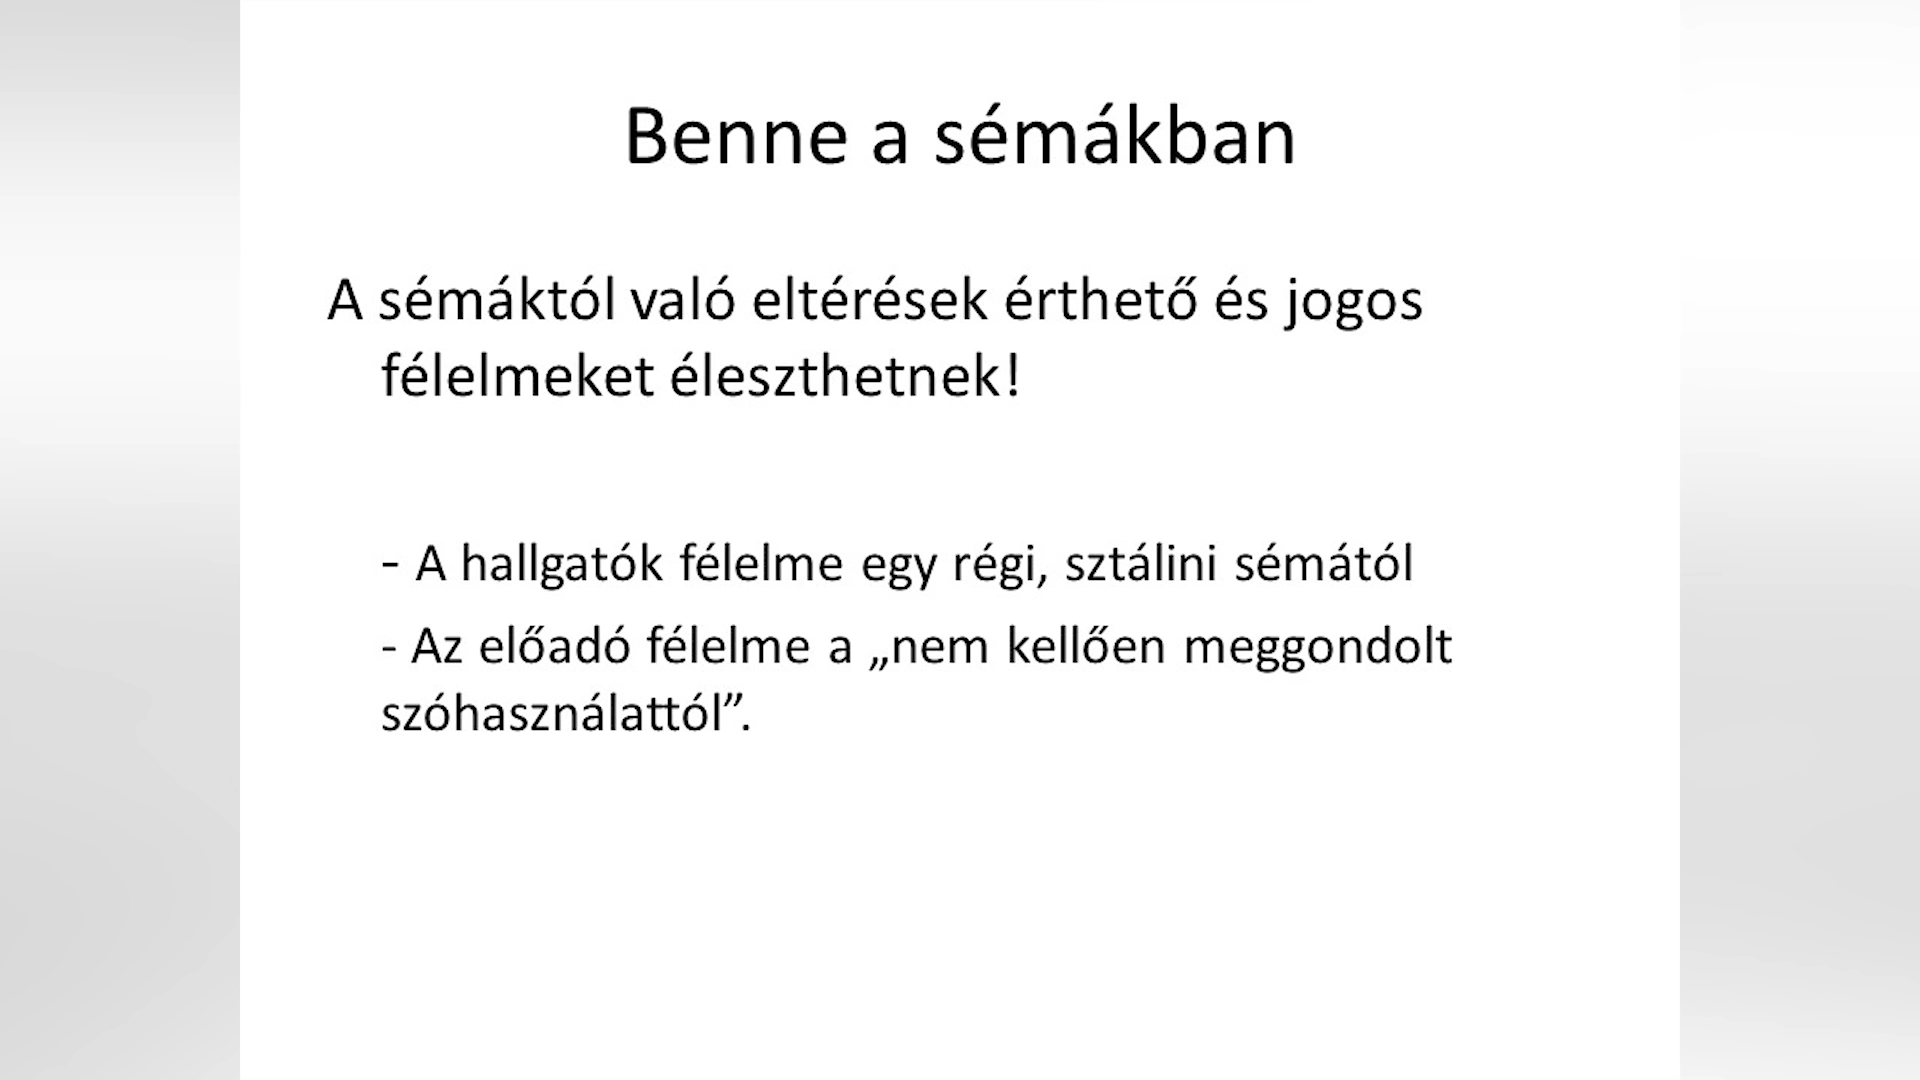 Benne a sémákban
A sémáktól való eltérések érthető és jogos
félelmeket éleszthetnek!
- A hallgatók félelme egy régi, sztálini sémától
- Az előadó félelme a „nem kellően meggondolt
szóhasználattól”.